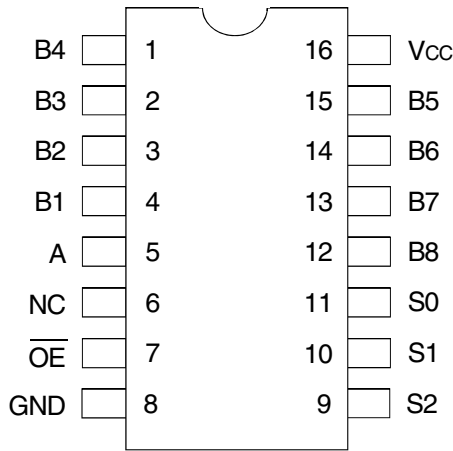 B4 1 16 Vcc
B3 2 15 B5
B2 3 14 B6
B1 4 13 B7
A 5 12 B8
NC 6 11 S0
O̅E̅ 7 10 S1
GND 8 9 S2